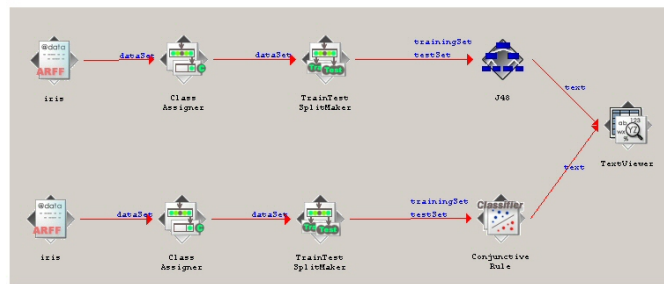 @data
ARFF
dataSet
dataSet
trainingSet
testSet
iris
Class
Assigner
TrainTest
SplitMaker
J48
text
TextViewer
text
@data
ARFF
dataSet
dataSet
Classifier
trainingSet
testSet
iris
Class
Assigner
TrainTest
SplitMaker
Conjunctive
Rule